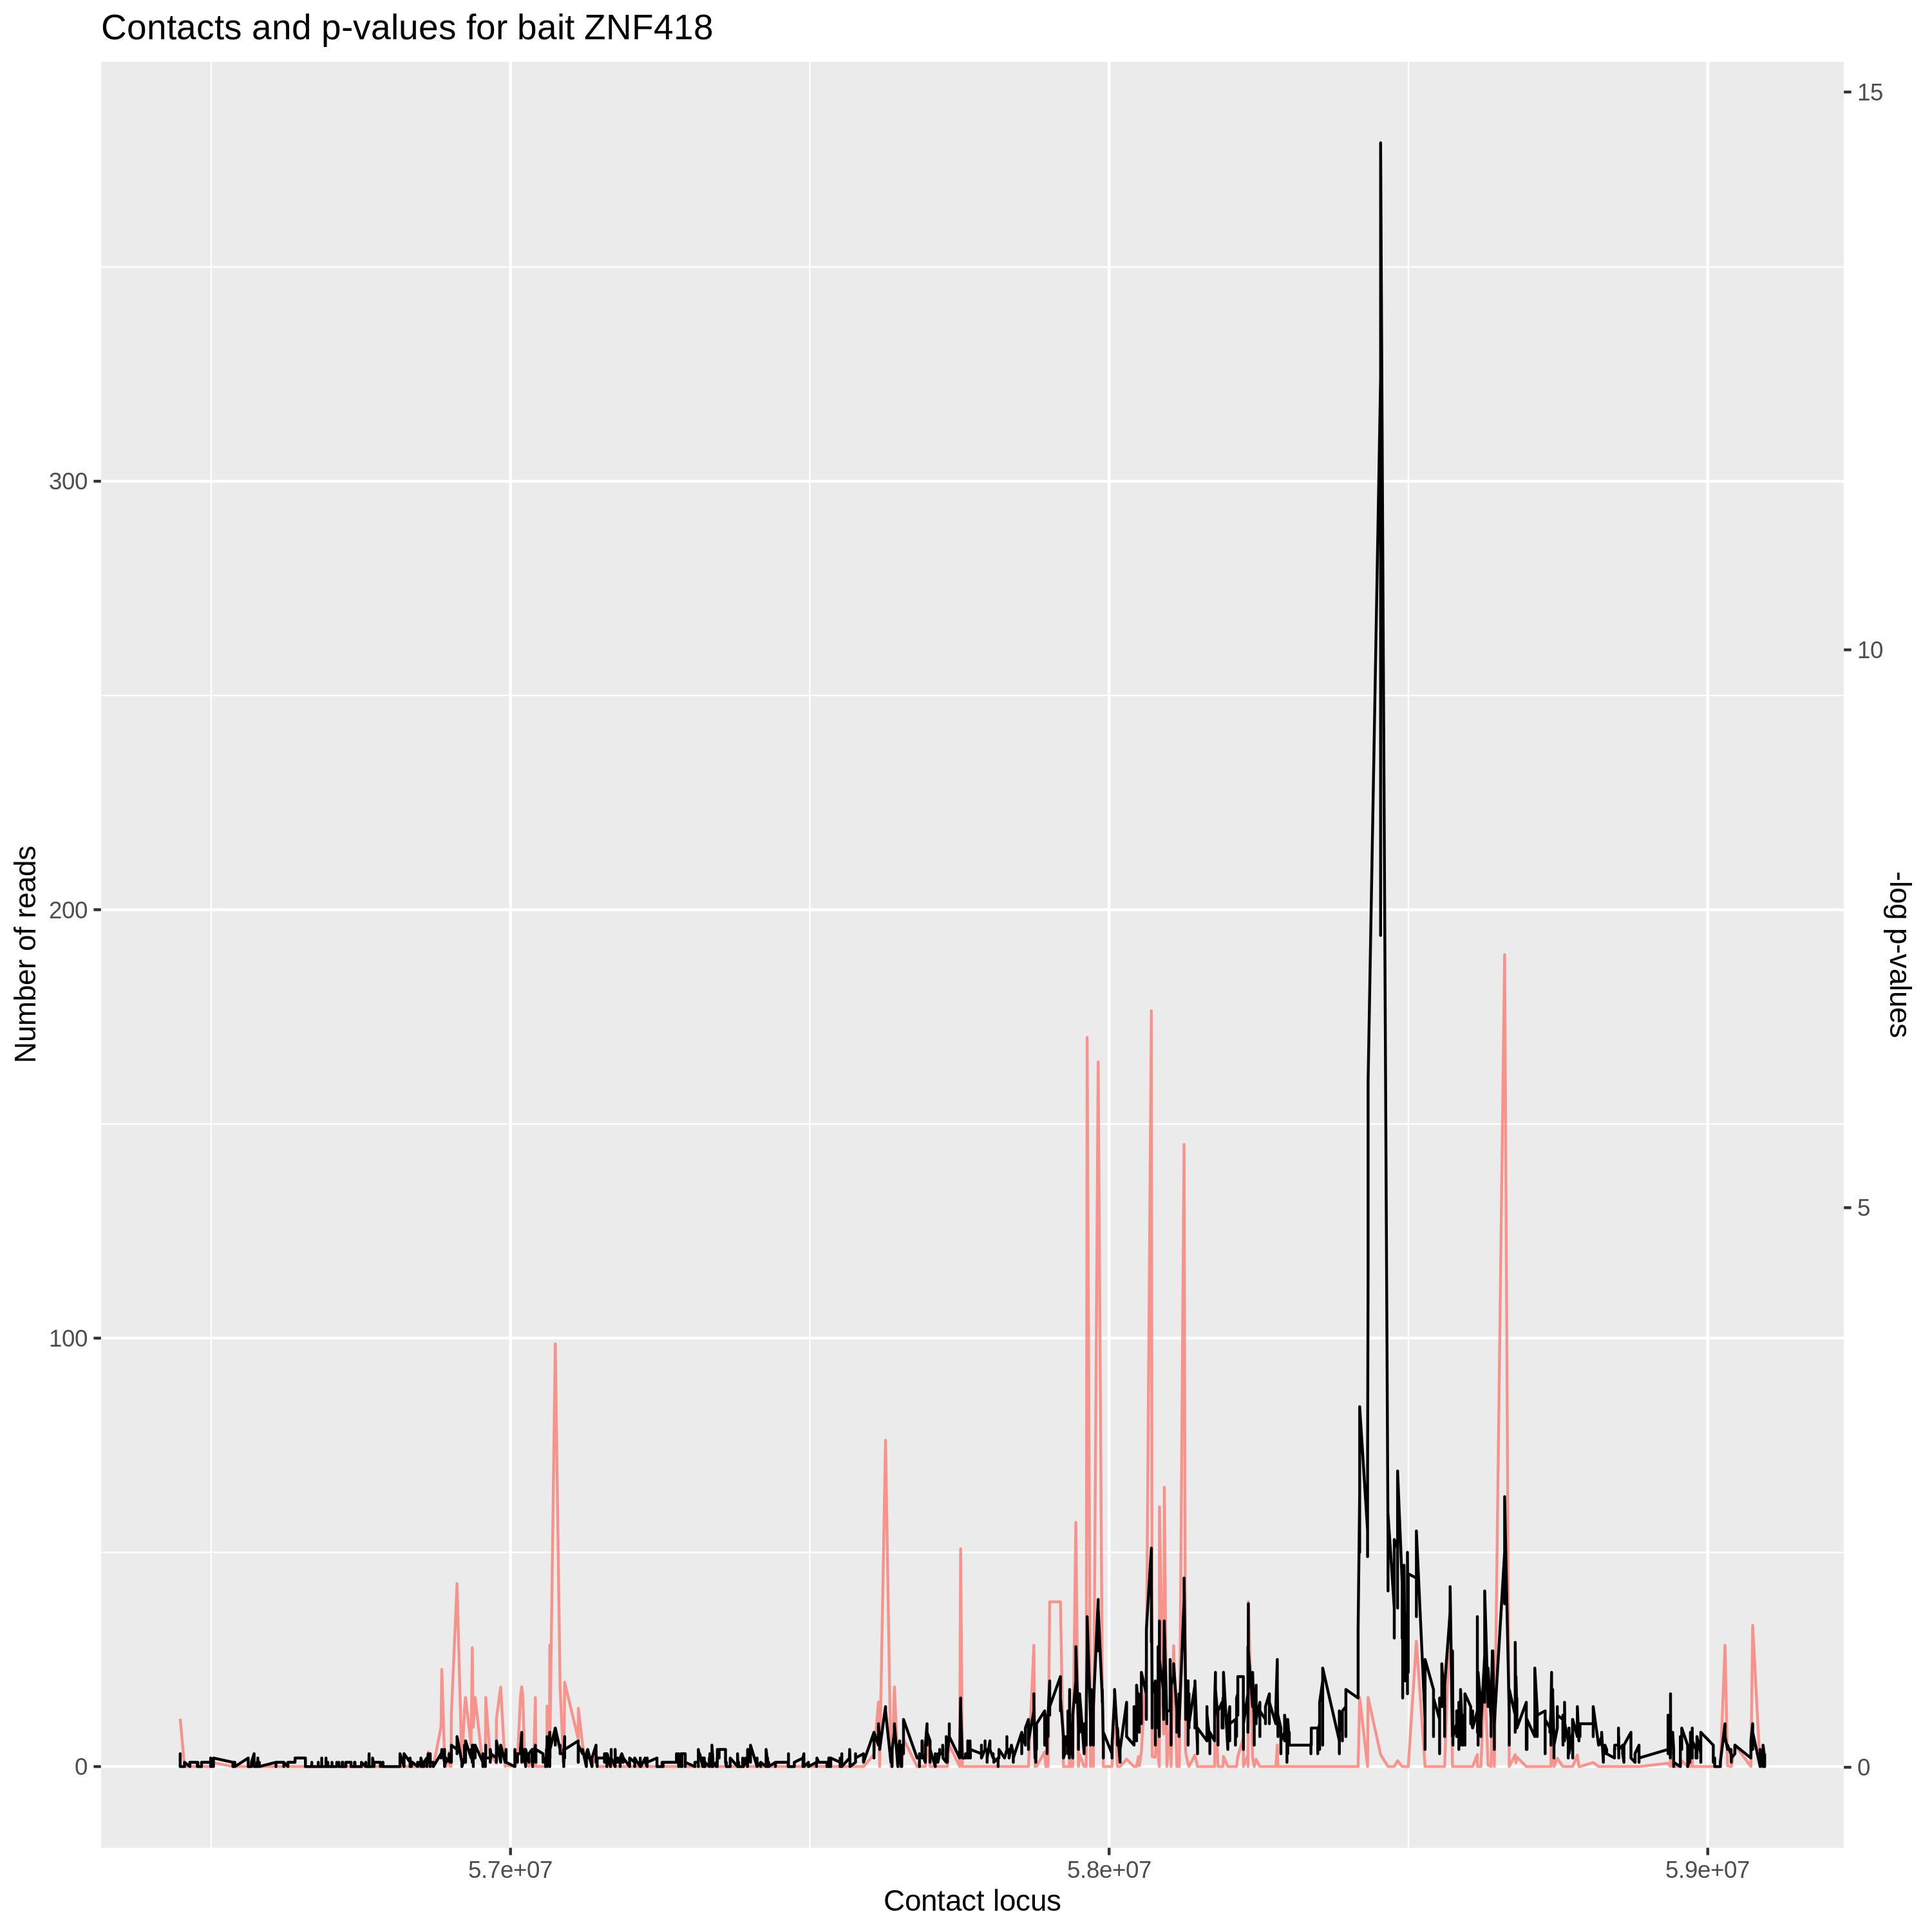 Contacts and p-values for bait ZNF418
Number of reads
300
200
100
0
15
10
5
0
-log p-values
5.7e+07 5.8e+07 5.9e+07
Contact locus